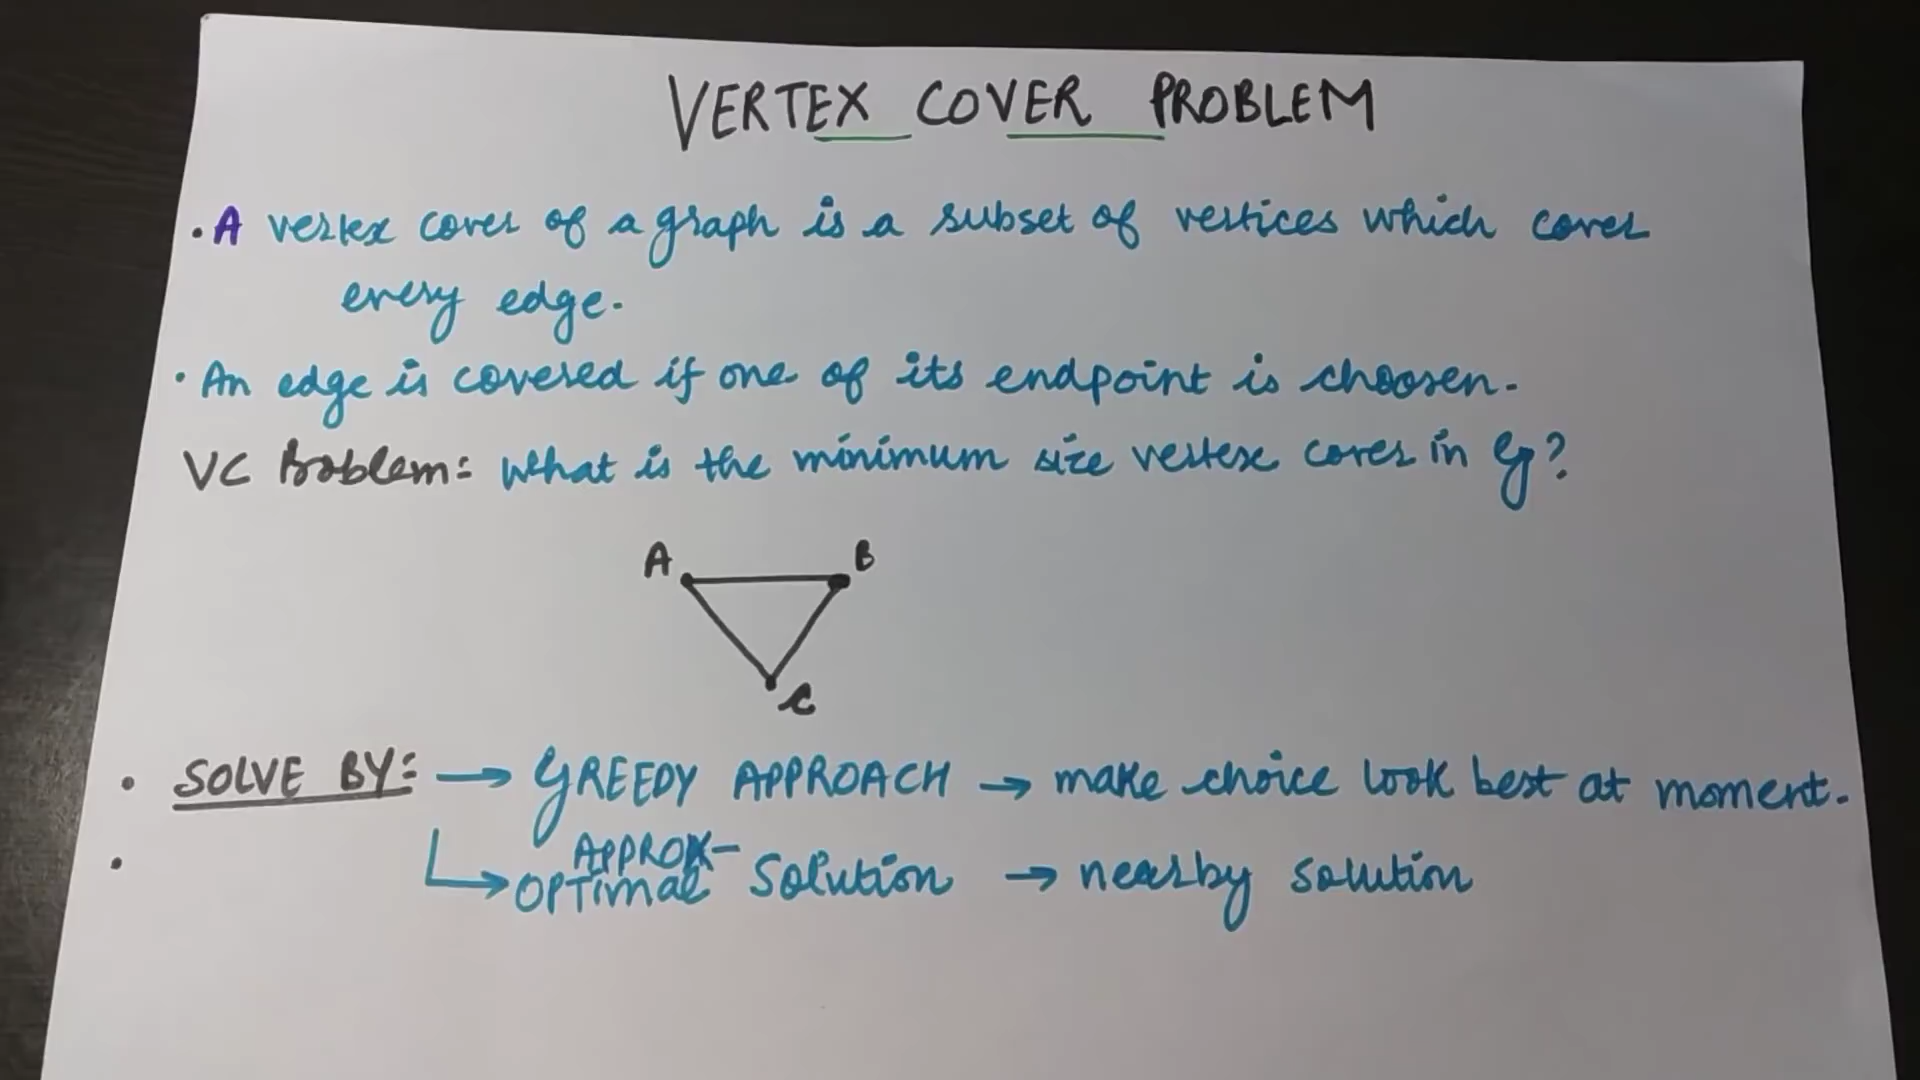 VERTEX COVER PROBLEM
• A vertex cover of a graph is a subset of vertices which cover
every edge.
• An edge is covered if one of its endpoint is choosen.
VC Problem: What is the minimum size vertex cover in G?
A B
C
• SOLVE BY: → GREEDY APPROACH → make choice look best at moment.
APPROX-
• → OPTIMAL Solution → nearby solution